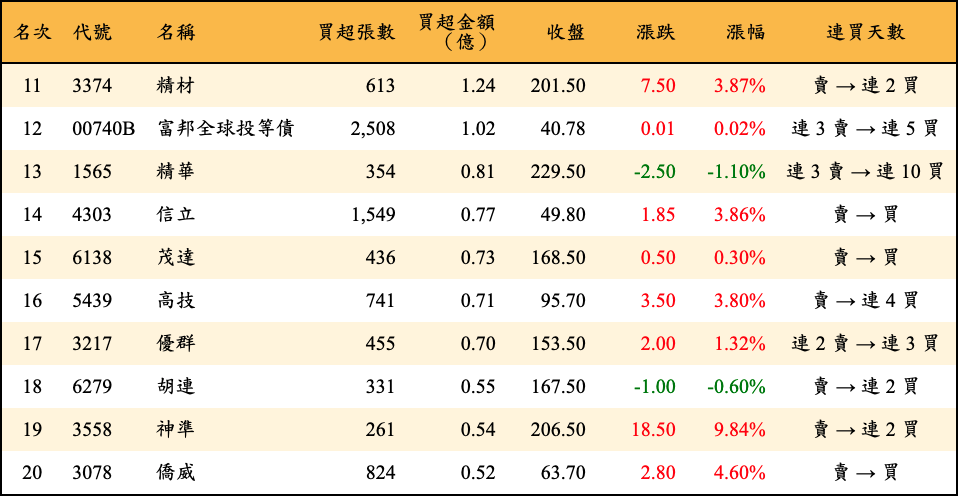 名次 代號 名稱 買超張數 買超金額（億） 收盤 漲跌 漲幅 連買天數
11 3374 精材 613 1.24 201.50 7.50 3.87% 賣 → 連 2 買
12 00740B 富邦全球投等債 2,508 1.02 40.78 0.01 0.02% 連 3 賣 → 連 5 買
13 1565 精華 354 0.81 229.50 -2.50 -1.10% 連 3 賣 → 連 10 買
14 4303 信立 1,549 0.77 49.80 1.85 3.86% 賣 → 買
15 6138 茂達 436 0.73 168.50 0.50 0.30% 賣 → 買
16 5439 高技 741 0.71 95.70 3.50 3.80% 賣 → 連 4 買
17 3217 優群 455 0.70 153.50 2.00 1.32% 連 2 賣 → 連 3 買
18 6279 胡連 331 0.55 167.50 -1.00 -0.60% 賣 → 連 2 買
19 3558 神準 261 0.54 206.50 18.50 9.84% 賣 → 連 2 買
20 3078 僑威 824 0.52 63.70 2.80 4.60% 賣 → 買